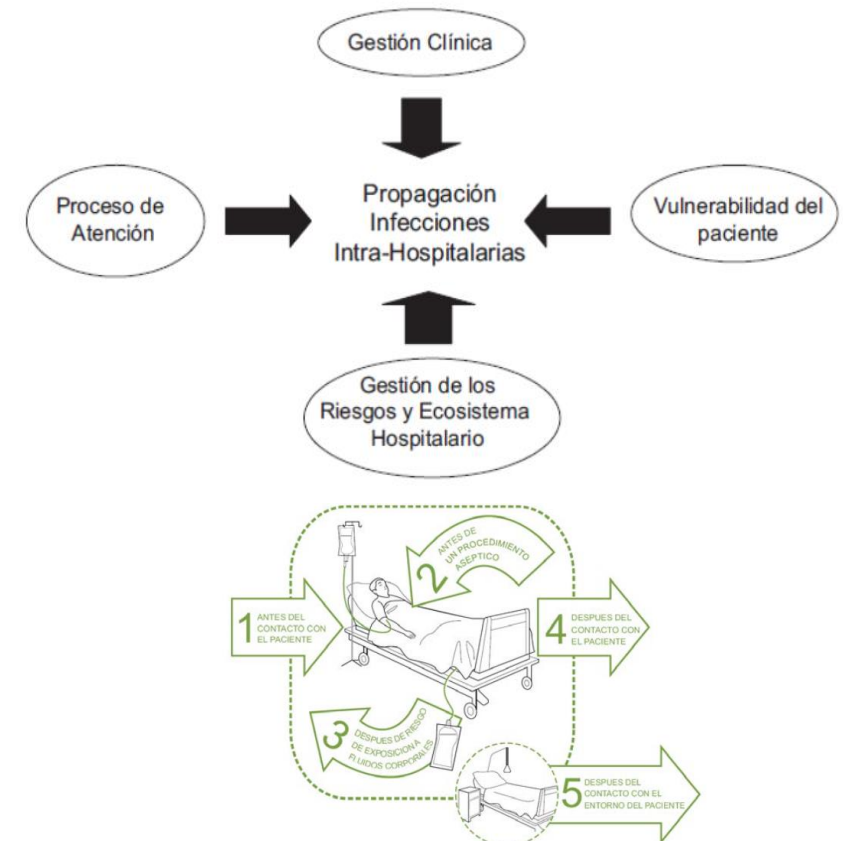 Gestión Clínica
Proceso de
Atención
Propagación
Infecciones
Intra-Hospitalarias
Vulnerabilidad del
paciente
Gestión de los
Riesgos y Ecosistema
Hospitalario
1
ANTES DEL
CONTACTO CON
EL PACIENTE
2
ANTES DE
UN PROCEDIMIENTO
ASEPTICO
3
DESPUES DE RIESGO
DE EXPOSICION A
FLUIDOS CORPORALES
4
DESPUES DEL
CONTACTO CON
EL PACIENTE
5
DESPUES DEL
CONTACTO CON EL
ENTORNO DEL PACIENTE